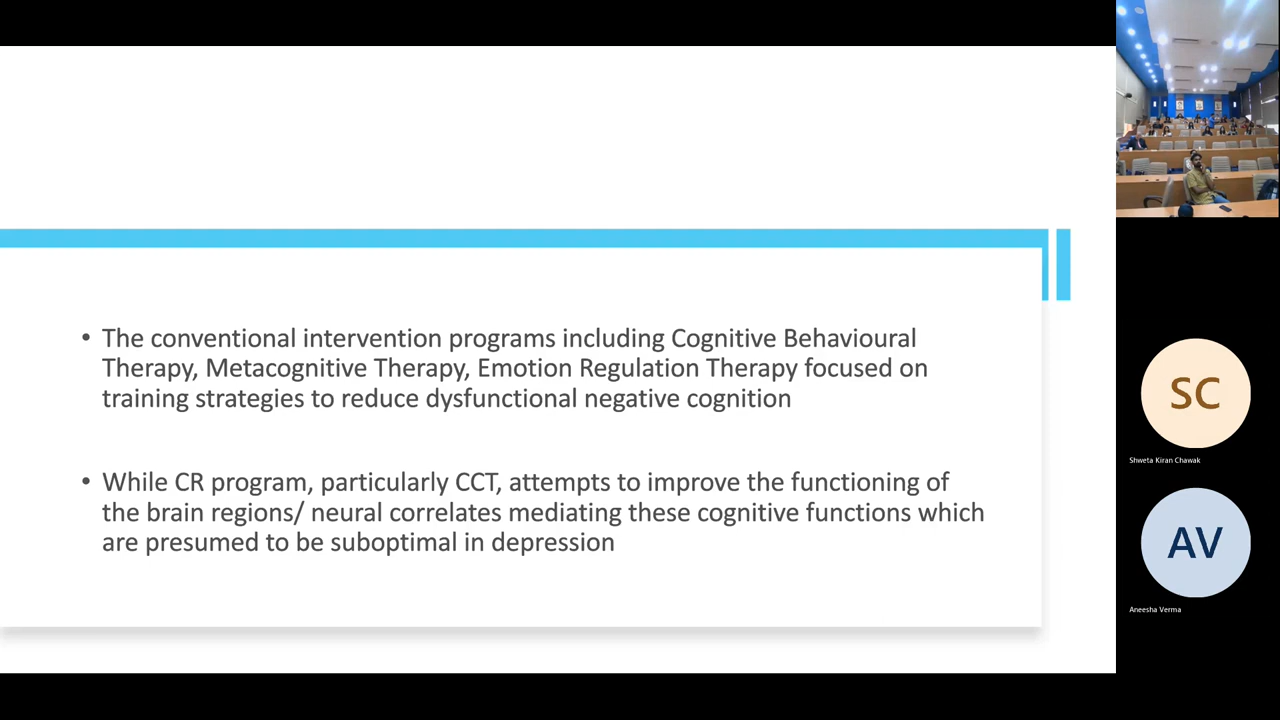 • The conventional intervention programs including Cognitive Behavioural
Therapy, Metacognitive Therapy, Emotion Regulation Therapy focused on
training strategies to reduce dysfunctional negative cognition
• While CR program, particularly CCT, attempts to improve the functioning of
the brain regions/ neural correlates mediating these cognitive functions which
are presumed to be suboptimal in depression
SC
Shweta Kiran Chawak
AV
Aneesha Verma